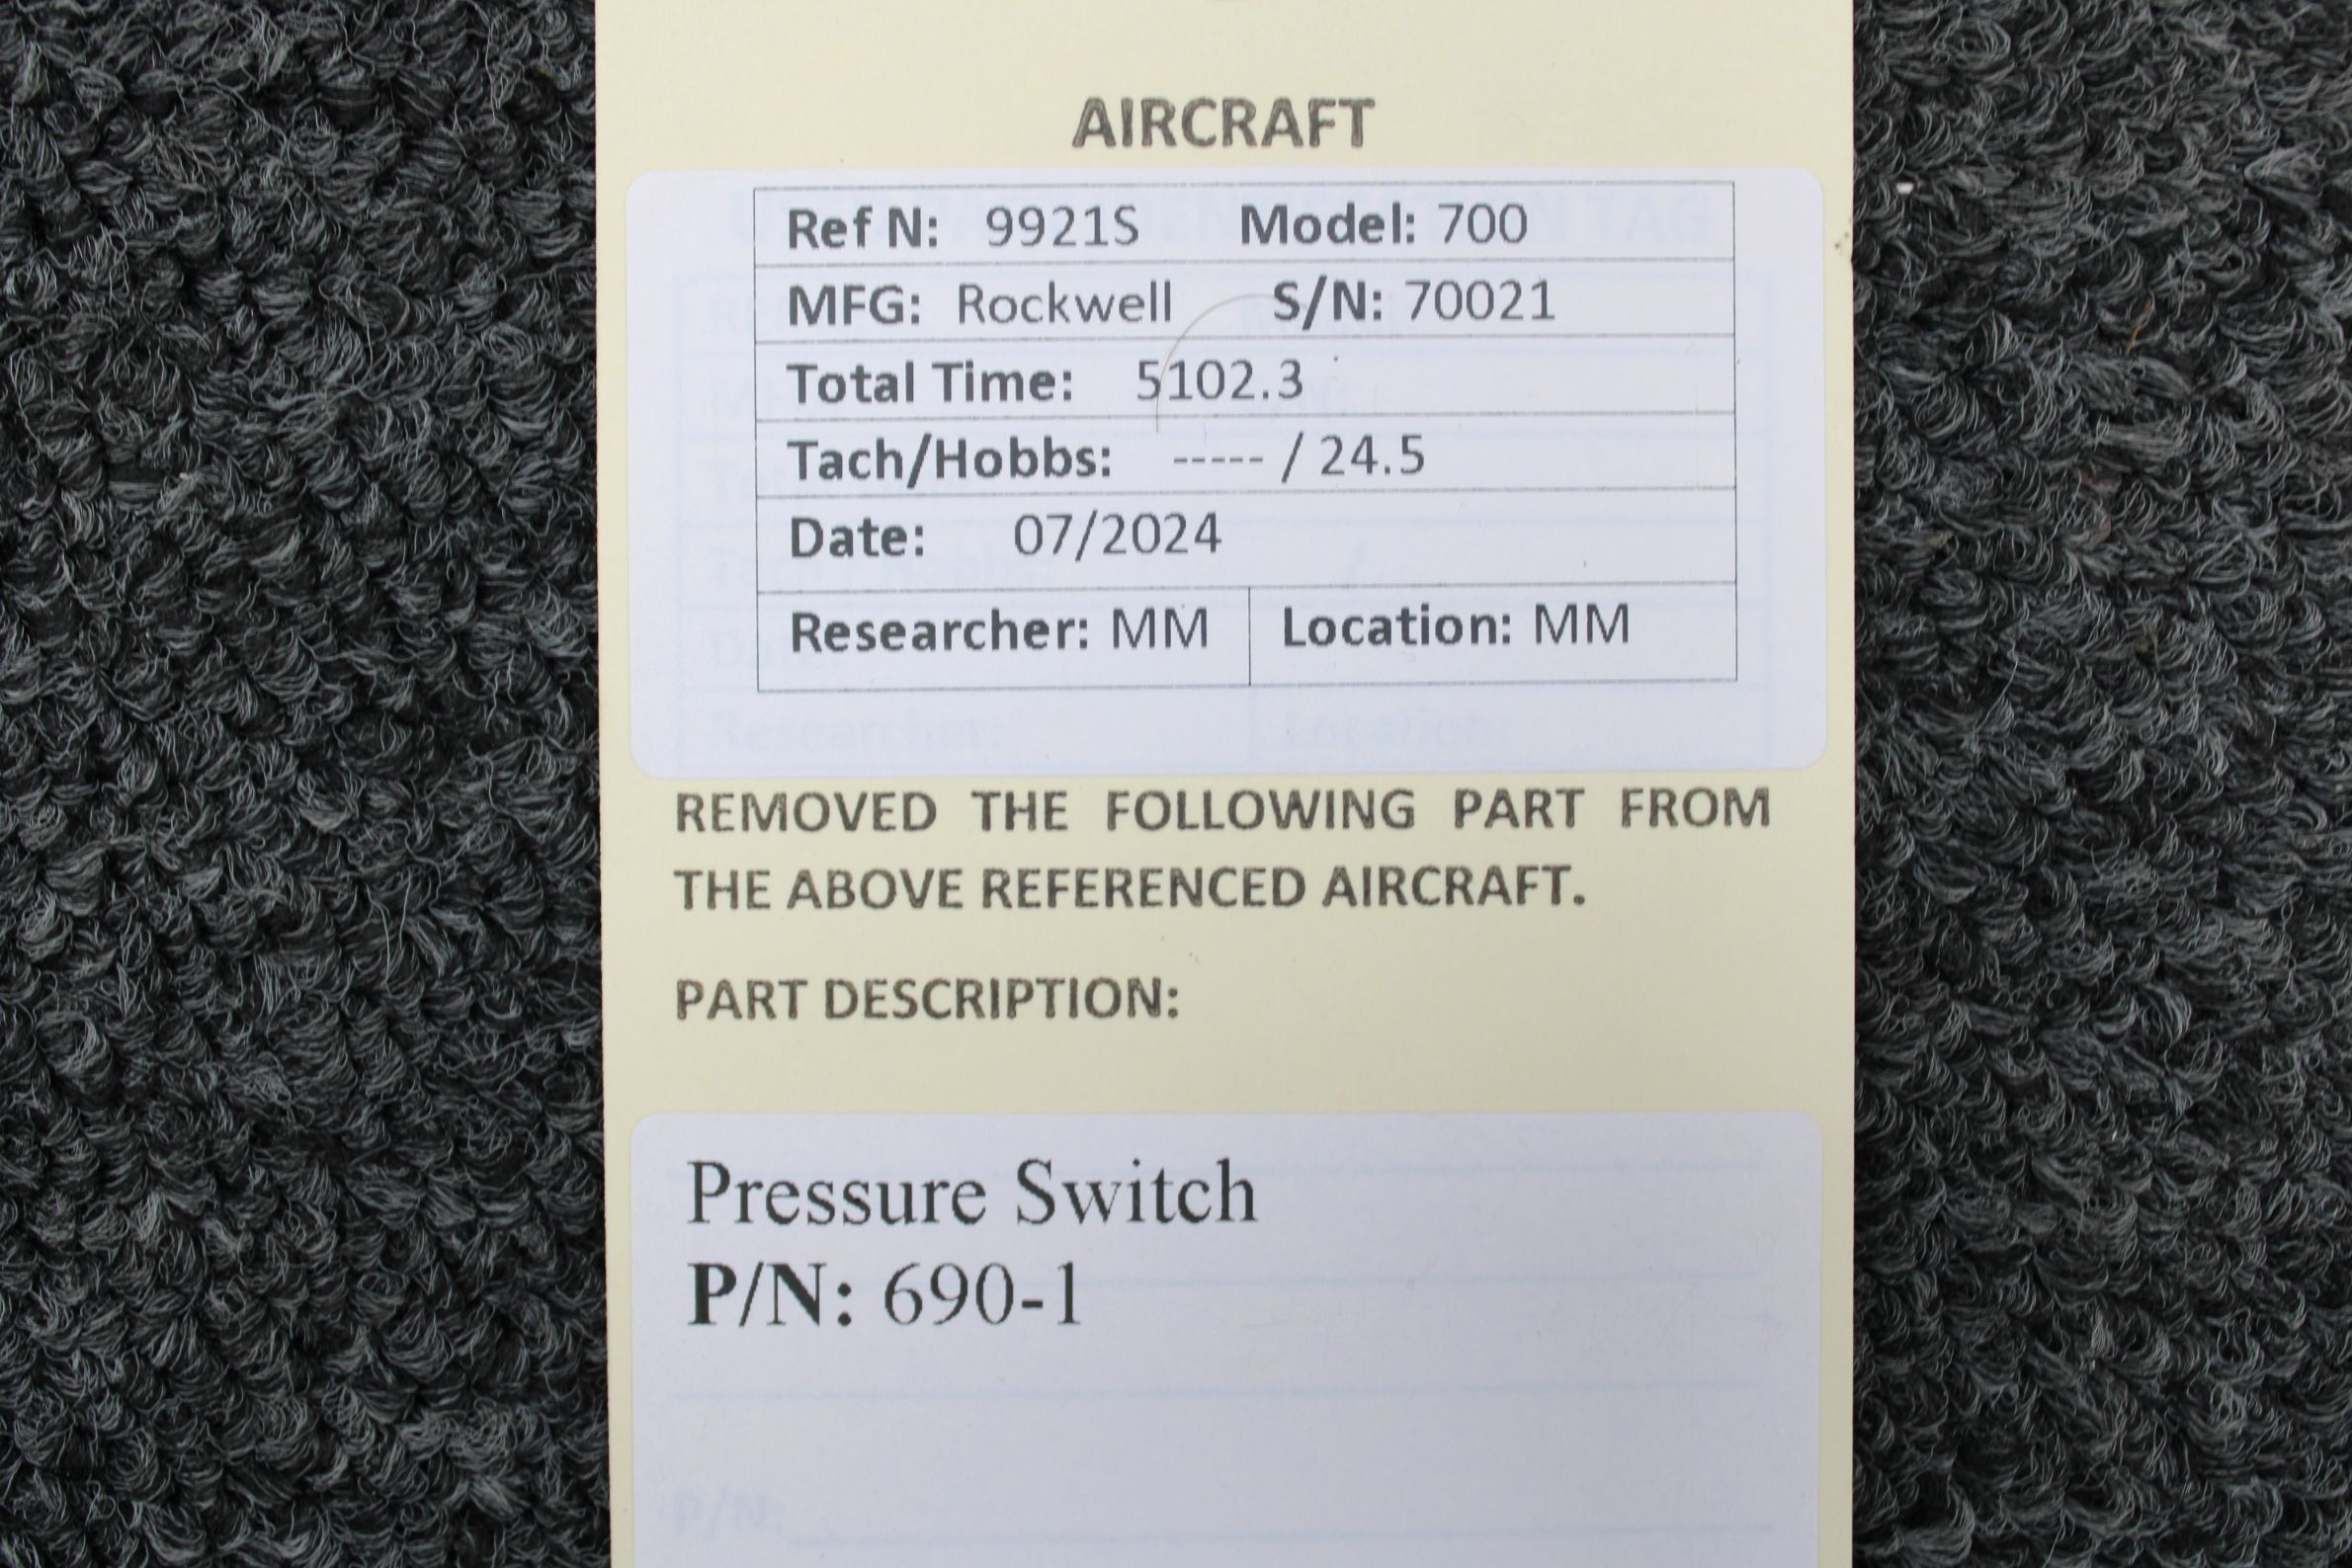 AIRCRAFT
Ref N: 9921S Model: 700
MFG: Rockwell S/N: 70021
Total Time: 5102.3
Tach/Hobbs: ----- / 24.5
Date: 07/2024
Researcher: MM Location: MM
Researcher: Location:
REMOVED THE FOLLOWING PART FROM
THE ABOVE REFERENCED AIRCRAFT.
PART DESCRIPTION:
Pressure Switch
P/N: 690-1
P/N: